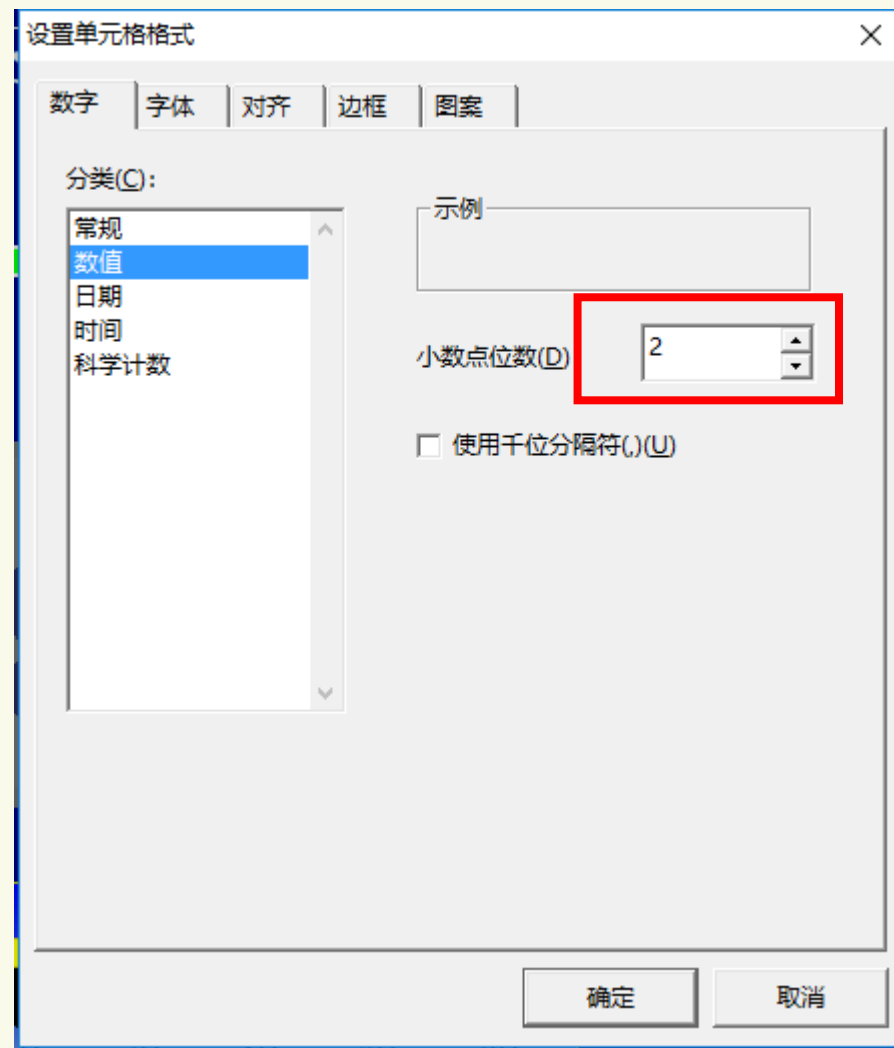 设置单元格格式
数字 字体 对齐 边框 图案
分类(C):
常规
数值
日期
时间
科学计数
示例
小数点位数(D) 2
使用千位分隔符(,)(U)
确定 取消